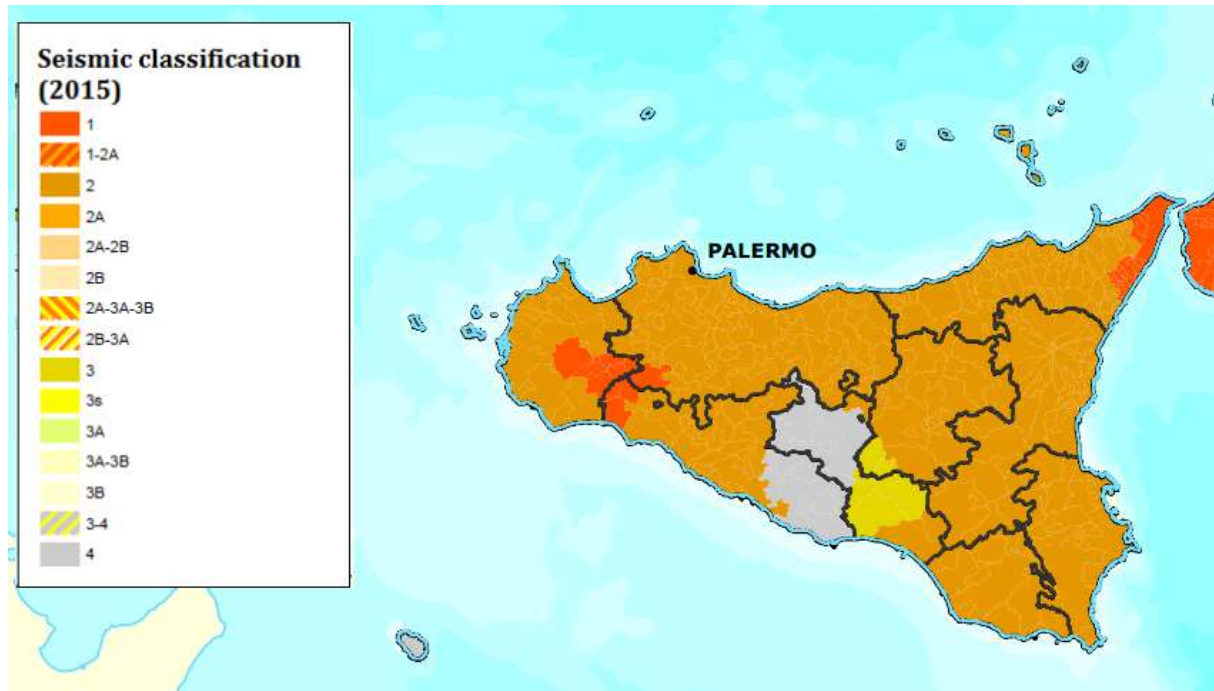 Seismic classification
(2015)
1
1-2A
2
2A
2A-2B
2B
2A-3A-3B
2B-3A
3
3s
3A
3A-3B
3B
3-4
4
PALERMO